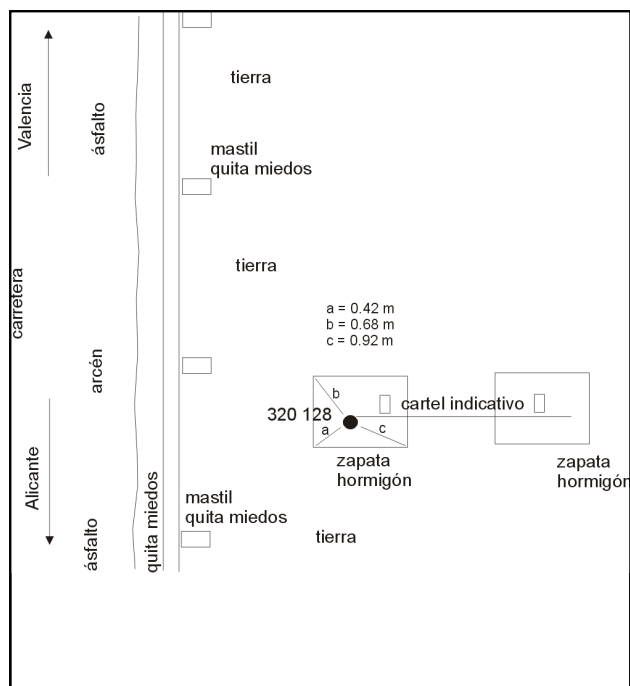 Valencia
ásfalto
tierra
mastil
quita miedos
tierra
carretera
a = 0.42 m
b = 0.68 m
c = 0.92 m
arcén
b
320 128
cartel indicativo
a
c
zapata
hormigón
zapata
hormigón
Alicante
mastil
quita miedos
quita miedos
tierra
ásfalto